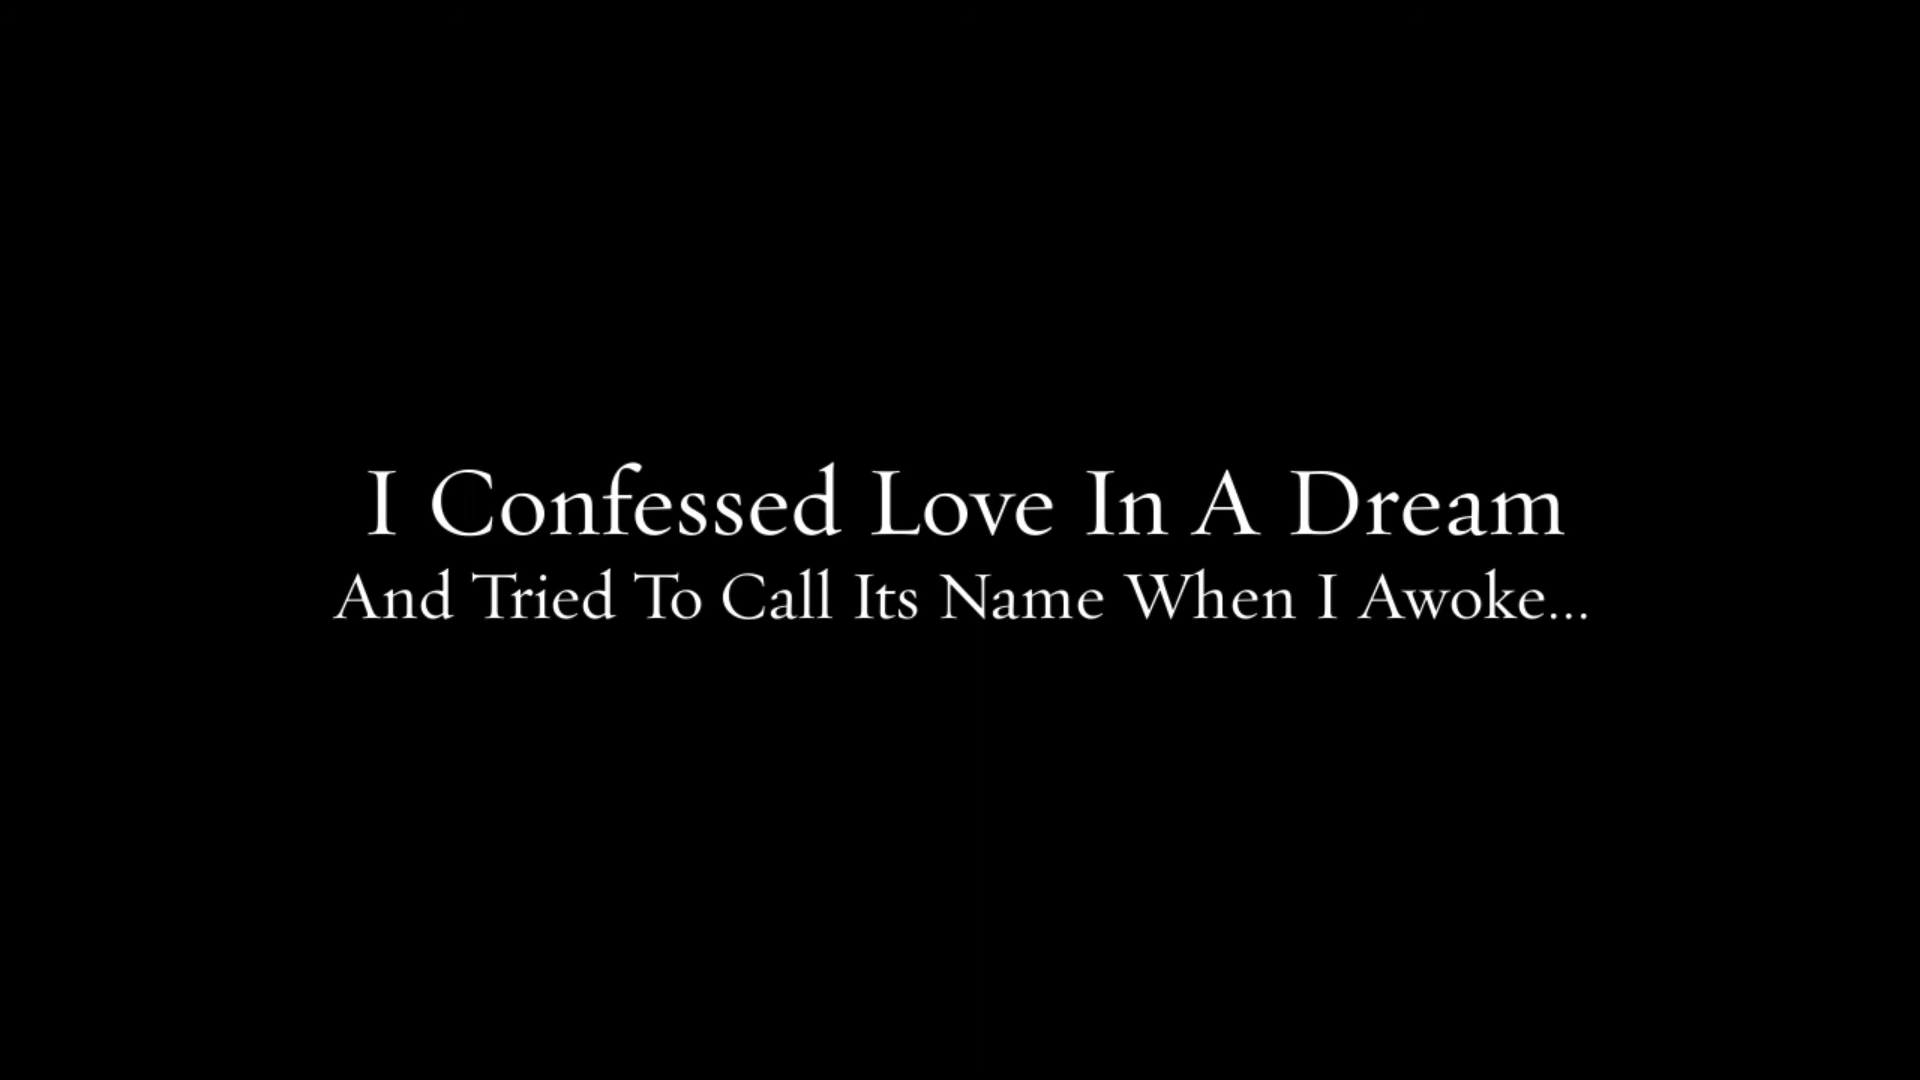 I Confessed Love In A Dream
And Tried To Call Its Name When I Awoke...